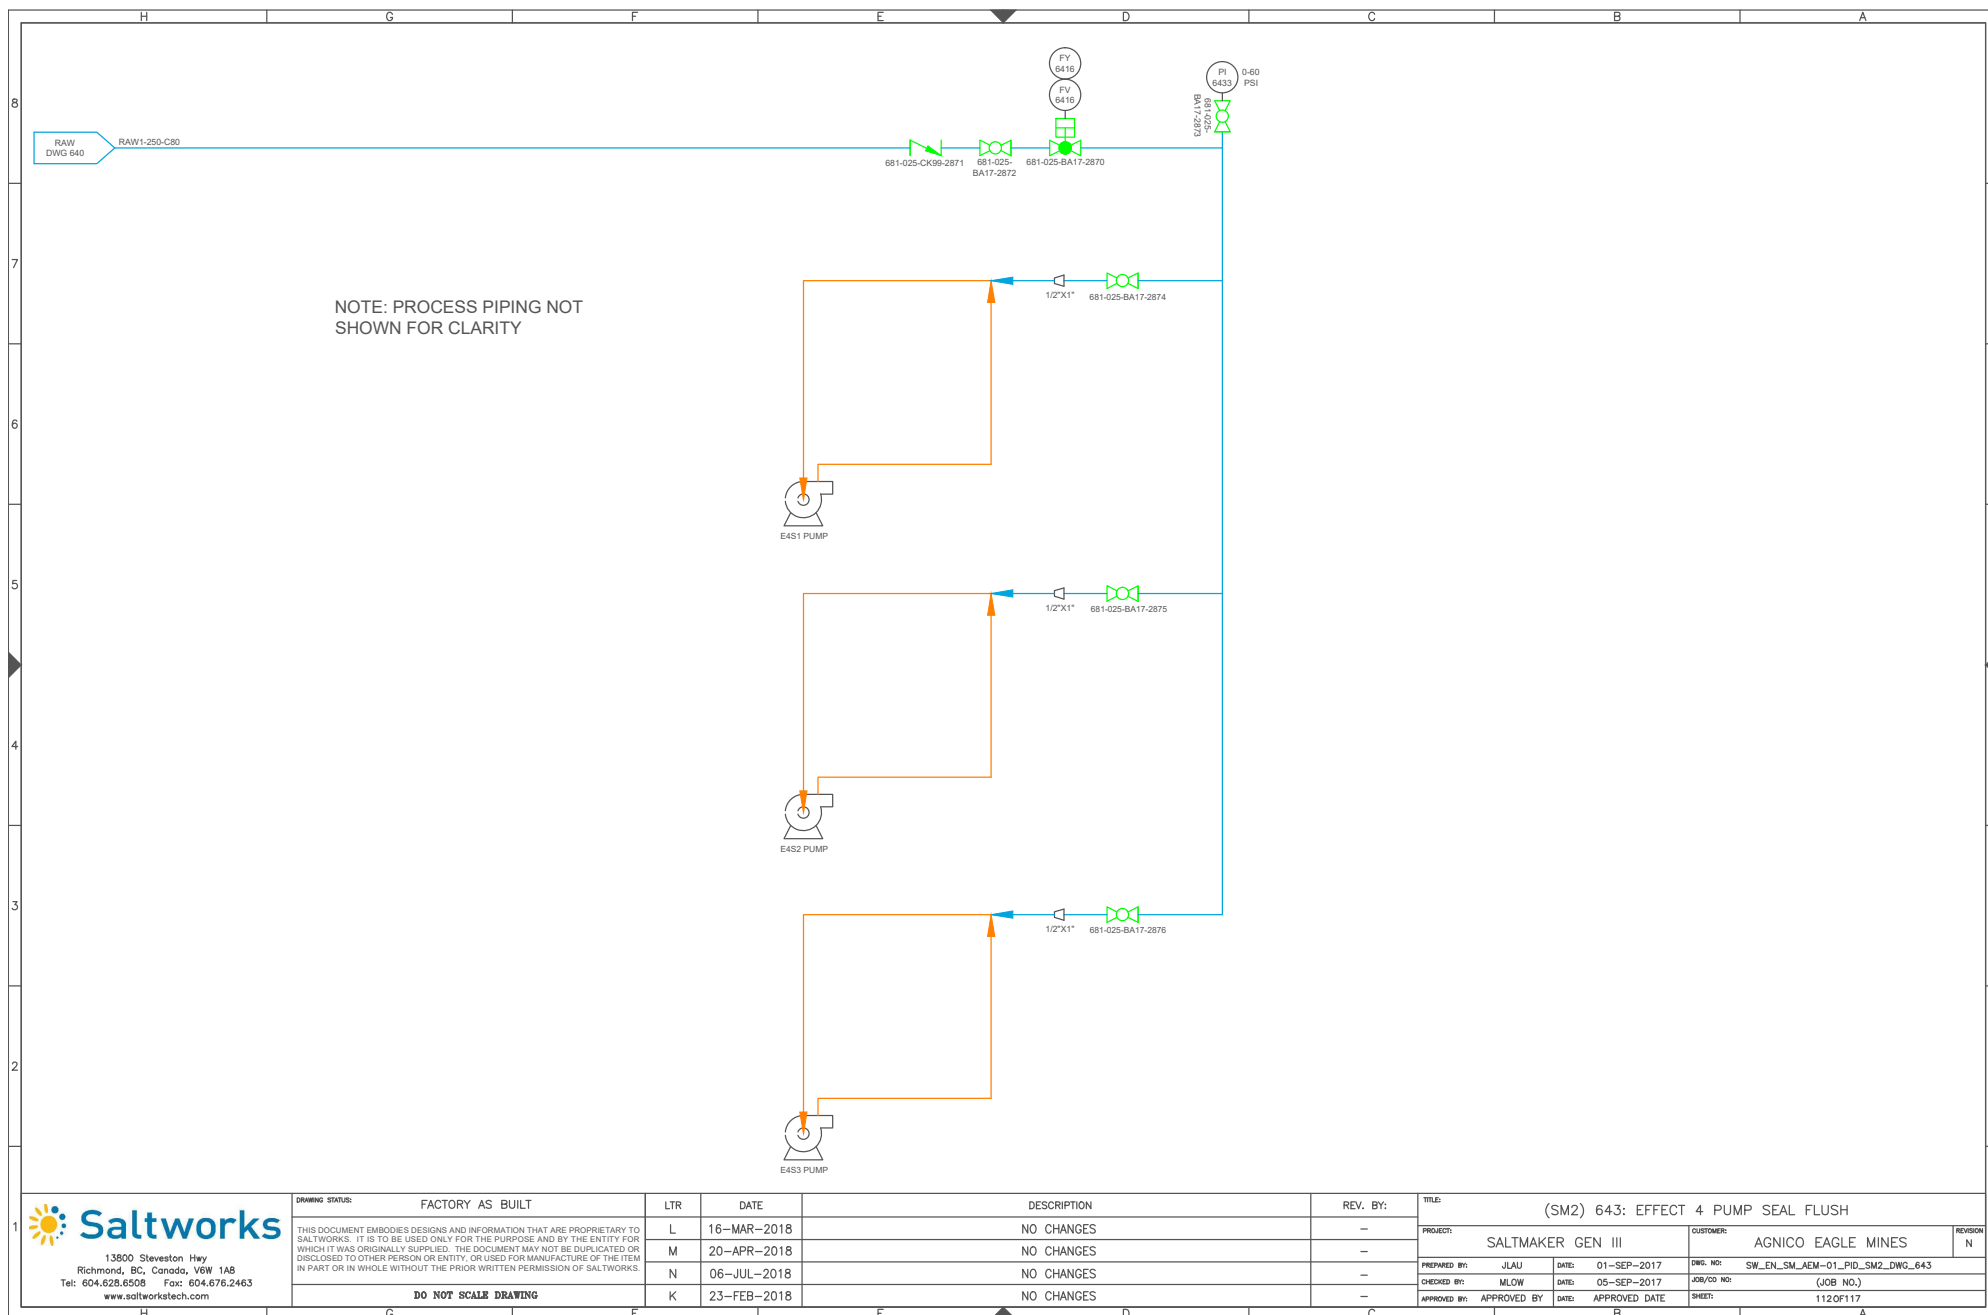 H G F E D C B A
8
7
6
5
4
3
2
1
FY
6416
FV
6416
PI
6433
0-60
PSI
681-025-
BA17-2873
RAW
DWG 640
RAW1-250-C80
681-025-CK99-2871
681-025-
BA17-2872
681-025-BA17-2870
NOTE: PROCESS PIPING NOT
SHOWN FOR CLARITY
1/2"X1"
681-025-BA17-2874
E4S1 PUMP
1/2"X1"
681-025-BA17-2875
E4S2 PUMP
1/2"X1"
681-025-BA17-2876
E4S3 PUMP
Saltworks
13800 Steveston Hwy
Richmond, BC, Canada, V6W 1A8
Tel: 604.628.6508 Fax: 604.676.2463
www.saltworkstech.com
DRAWING STATUS: FACTORY AS BUILT
THIS DOCUMENT EMBODIES DESIGNS AND INFORMATION THAT ARE PROPRIETARY TO
SALTWORKS. IT IS TO BE USED ONLY FOR THE PURPOSE AND BY THE ENTITY FOR
WHICH IT WAS ORIGINALLY SUPPLIED. THE DOCUMENT MAY NOT BE DUPLICATED OR
DISCLOSED TO OTHER PERSON OR ENTITY, OR USED FOR MANUFACTURE OF THE ITEM
IN PART OR IN WHOLE WITHOUT THE PRIOR WRITTEN PERMISSION OF SALTWORKS.
DO NOT SCALE DRAWING
LTR DATE DESCRIPTION REV. BY:
L 16-MAR-2018 NO CHANGES -
M 20-APR-2018 NO CHANGES -
N 06-JUL-2018 NO CHANGES -
K 23-FEB-2018 NO CHANGES -
TITLE: (SM2) 643: EFFECT 4 PUMP SEAL FLUSH
PROJECT: SALTMAKER GEN III
CUSTOMER: AGNICO EAGLE MINES
REVISION
N
PREPARED BY: JLAU DATE: 01-SEP-2017 DWG. NO: SW_EN_SM_AEM-01_PID_SM2_DWG_643
CHECKED BY: MLOW DATE: 05-SEP-2017 JOB/CO NO: (JOB NO.)
APPROVED BY: APPROVED BY DATE: APPROVED DATE SHEET: 112OF117
H G F E D C B A